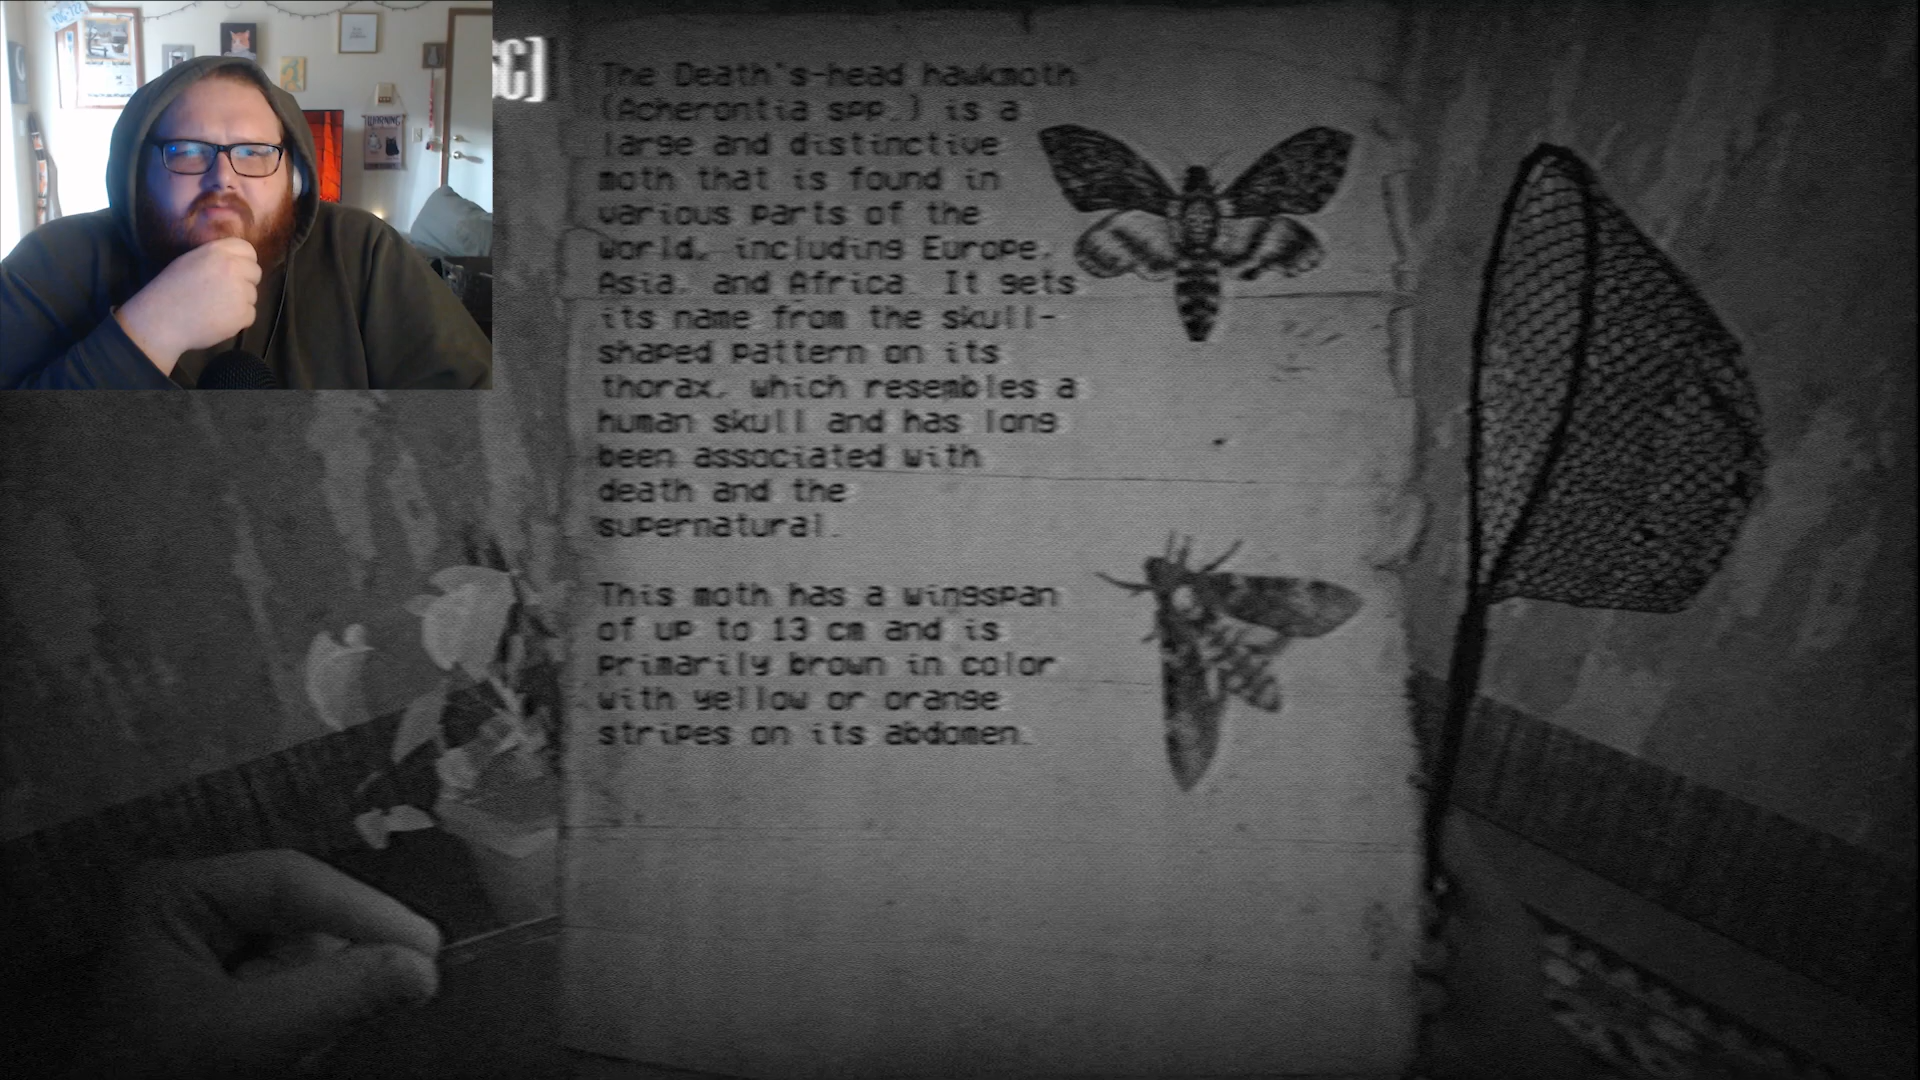 SC]
The Death's-head hawkmoth
(Acherontia spp.) is a
large and distinctive
moth that is found in
various parts of the
world, including Europe,
Asia, and Africa. It gets
its name from the skull-
shaped pattern on its
thorax, which resembles a
human skull and has long
been associated with
death and the
supernatural.
This moth has a wingspan
of up to 13 cm and is
primarily brown in color
with yellow or orange
stripes on its abdomen.
WARNING